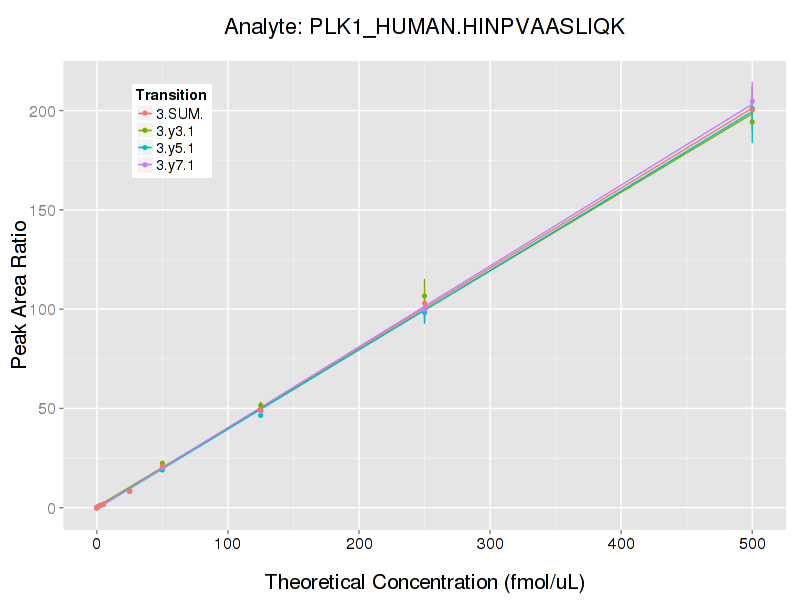 Analyte: PLK1_HUMAN.HINPVAASLIQK
Transition
3.SUM.
3.y3.1
3.y5.1
3.y7.1
200
150
100
50
0
Peak Area Ratio
0 100 200 300 400 500
Theoretical Concentration (fmol/uL)